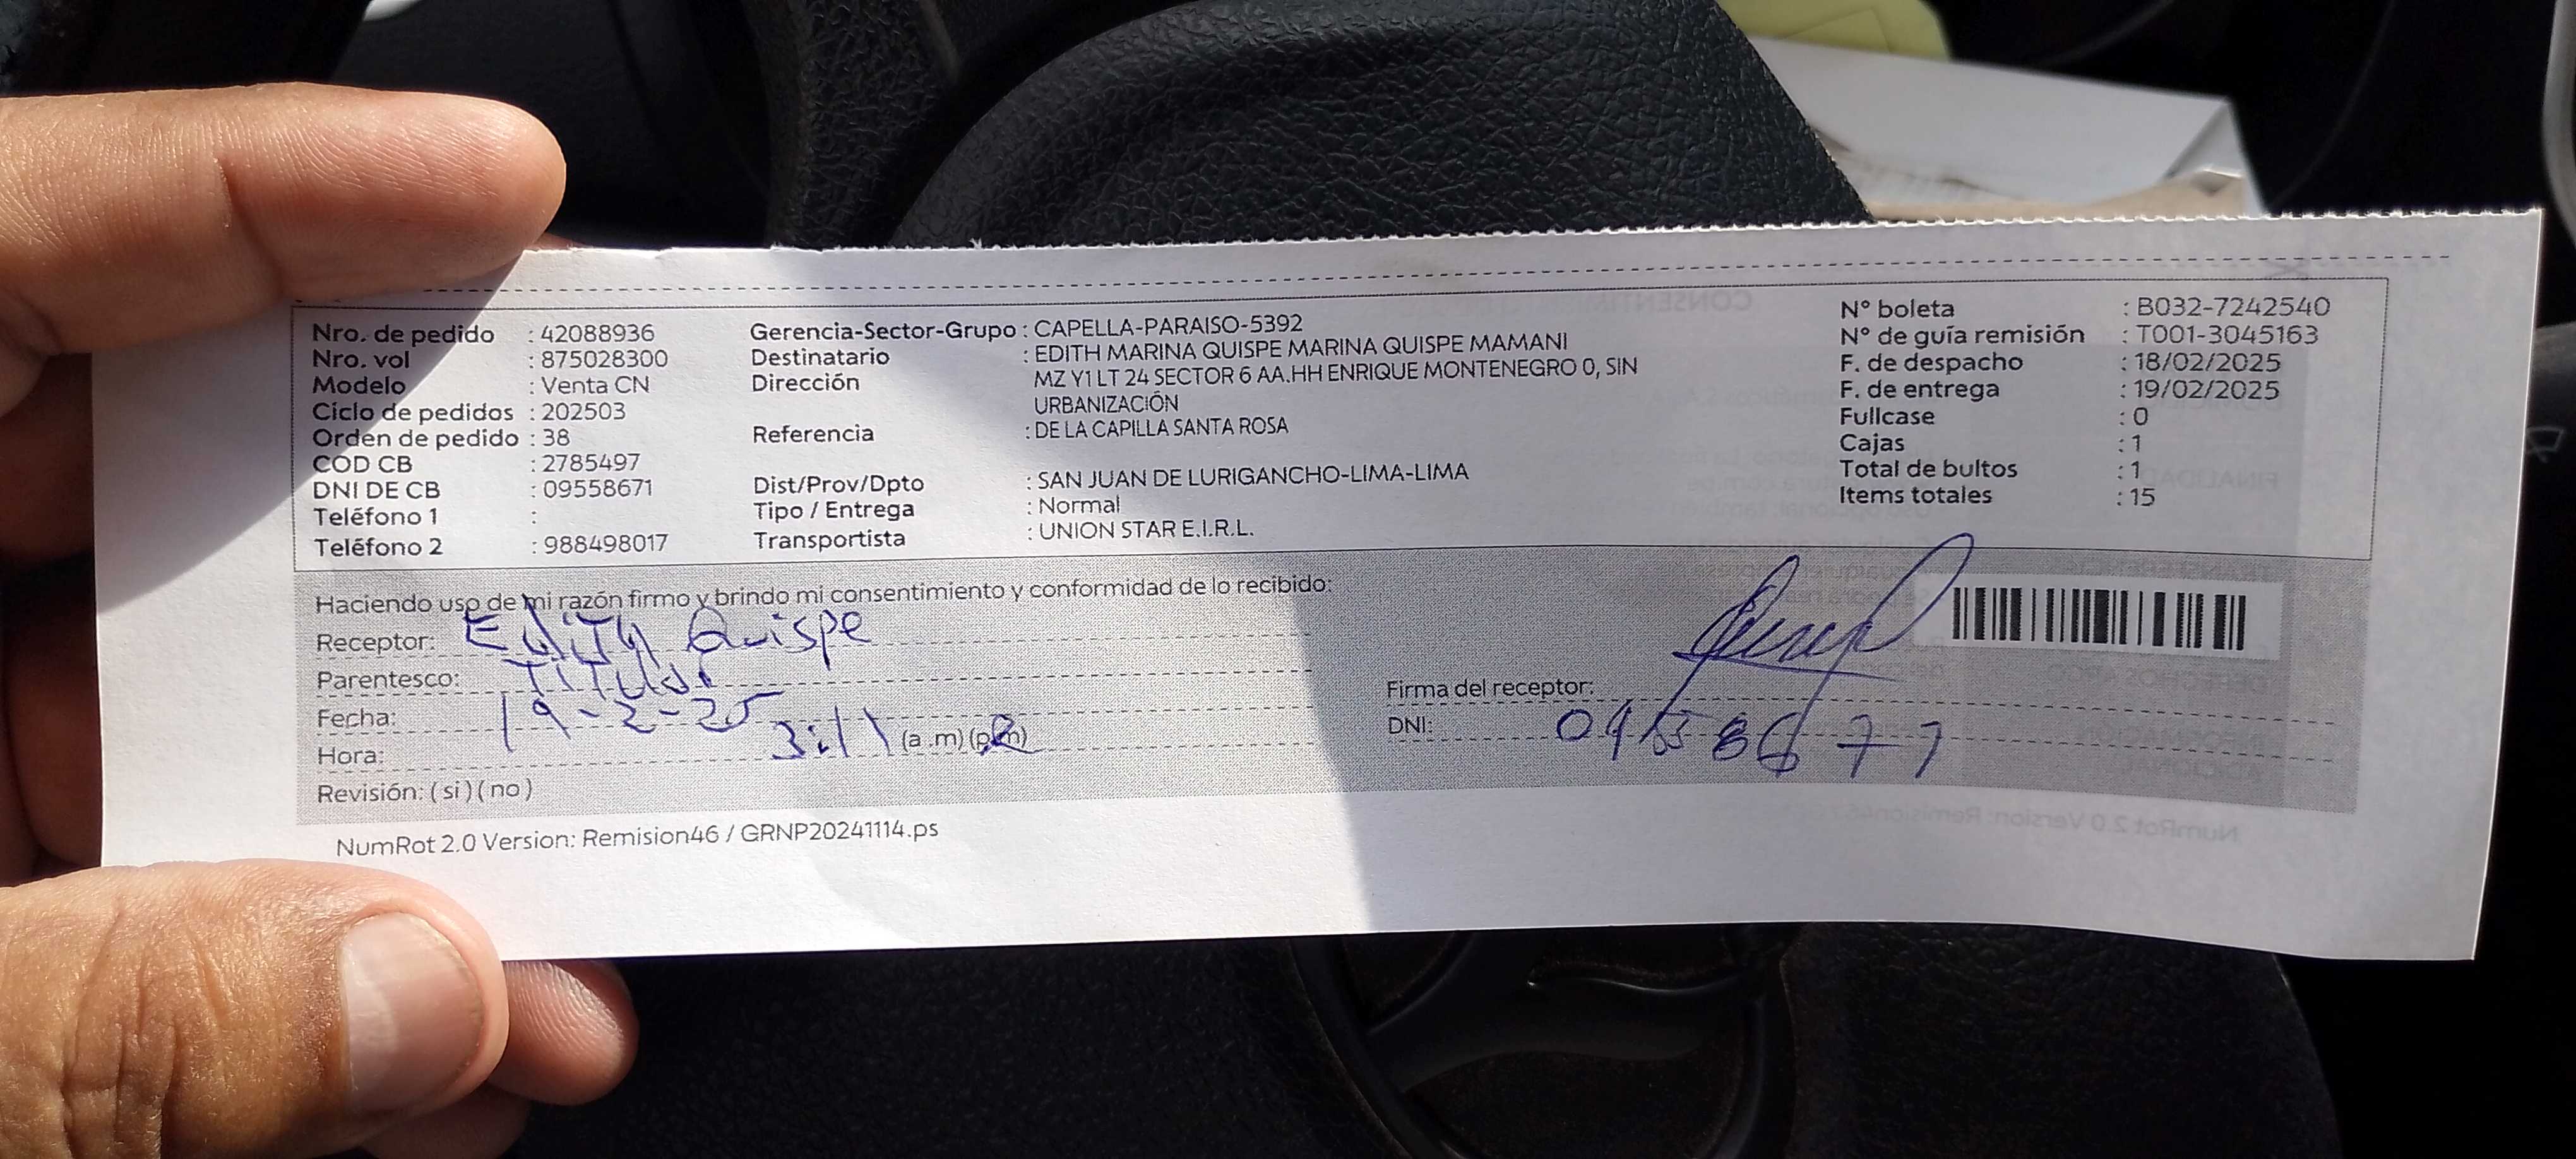 Nro. de pedido : 42088936
Nro. vol : 875028300
Modelo : Venta CN
Ciclo de pedidos : 202503
Orden de pedido : 38
COD CB : 2785497
DNI DE CB : 09558671
Teléfono 1 :
Teléfono 2 : 988498017
Gerencia-Sector-Grupo : CAPELLA-PARAISO-5392
Destinatario : EDITH MARINA QUISPE MARINA QUISPE MAMANI
Dirección MZ Y1 LT 24 SECTOR 6 AA.HH ENRIQUE MONTENEGRO 0, SIN
URBANIZACIÓN
Referencia : DE LA CAPILLA SANTA ROSA
Dist/Prov/Dpto : SAN JUAN DE LURIGANCHO-LIMA-LIMA
Tipo / Entrega : Normal
Transportista : UNION STAR E.I.R.L.
N° boleta : B032-7242540
N° de guía remisión : T001-3045163
F. de despacho : 18/02/2025
F. de entrega : 19/02/2025
Fullcase : 0
Cajas : 1
Total de bultos : 1
Items totales : 15
Haciendo uso de mi razón firmo y brindo mi consentimiento y conformidad de lo recibido:
Receptor: Edith Quispe
Parentesco:
Fecha: 19-2-25
Hora: 3:11 (a .m) (p.m)
Revisión: ( si ) ( no )
Firma del receptor:
DNI:
NumRot 2.0 Version: Remision46 / GRNP20241114.ps